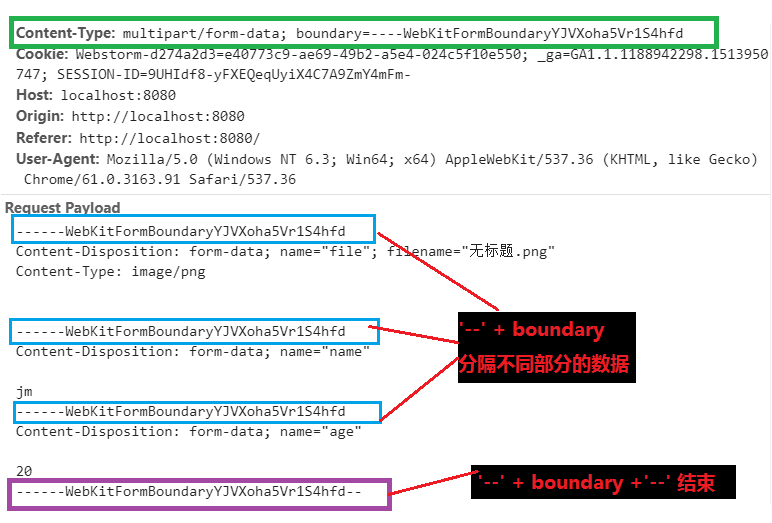 Content-Type: multipart/form-data; boundary=----WebKitFormBoundaryYJVXoha5Vr1S4hfd
Cookie: Webstorm-d274a2d3=e40773c9-ae69-49b2-a5e4-024c5f10e550; _ga=GA1.1.1188942298.1513950
747; SESSION-ID=9UHIdf8-yFXEQeqUyiX4C7A9ZmY4mFm-
Host: localhost:8080
Origin: http://localhost:8080
Referer: http://localhost:8080/
User-Agent: Mozilla/5.0 (Windows NT 6.3; Win64; x64) AppleWebKit/537.36 (KHTML, like Gecko)
Chrome/61.0.3163.91 Safari/537.36
Request Payload
------WebKitFormBoundaryYJVXoha5Vr1S4hfd
Content-Disposition: form-data; name="file"; filename="无标题.png"
Content-Type: image/png
------WebKitFormBoundaryYJVXoha5Vr1S4hfd
Content-Disposition: form-data; name="name"
'--' + boundary
分隔不同部分的数据
jm
------WebKitFormBoundaryYJVXoha5Vr1S4hfd
Content-Disposition: form-data; name="age"
20
------WebKitFormBoundaryYJVXoha5Vr1S4hfd--
'--' + boundary +'--' 结束